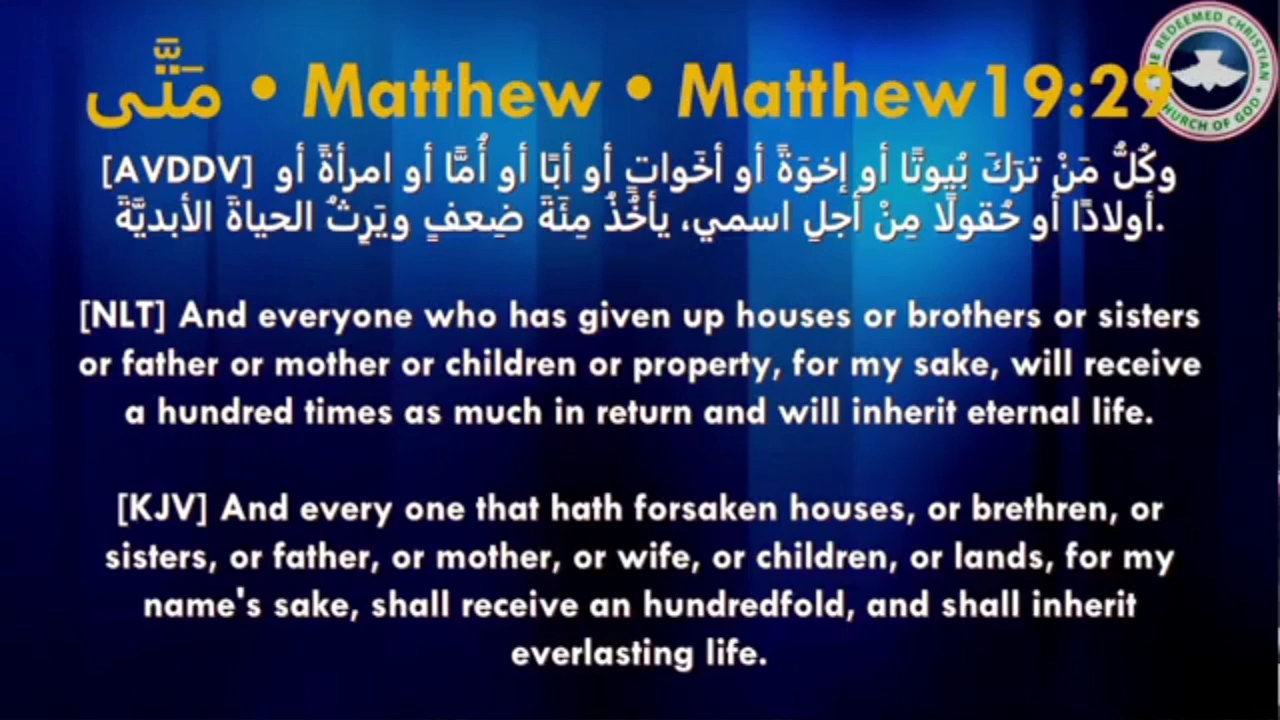 مَتَّى • Matthew • Matthew19:29
[AVDDV] وكُلُّ مَنْ ترَكَ بُيوتًا أو إخوَةً أو أخَواتٍ أو أبًا أو أُمًّا أو امرأةً أو
أولادًا أو حُقولًا مِنْ أجلِ اسمي، يأخُذُ مِئَةَ ضِعفٍ ويَرِثُ الحياةَ الأبديَّةَ.
[NLT] And everyone who has given up houses or brothers or sisters
or father or mother or children or property, for my sake, will receive
a hundred times as much in return and will inherit eternal life.
[KJV] And every one that hath forsaken houses, or brethren, or
sisters, or father, or mother, or wife, or children, or lands, for my
name's sake, shall receive an hundredfold, and shall inherit
everlasting life.
REDEEMED CHRISTIAN
CHURCH OF GOD